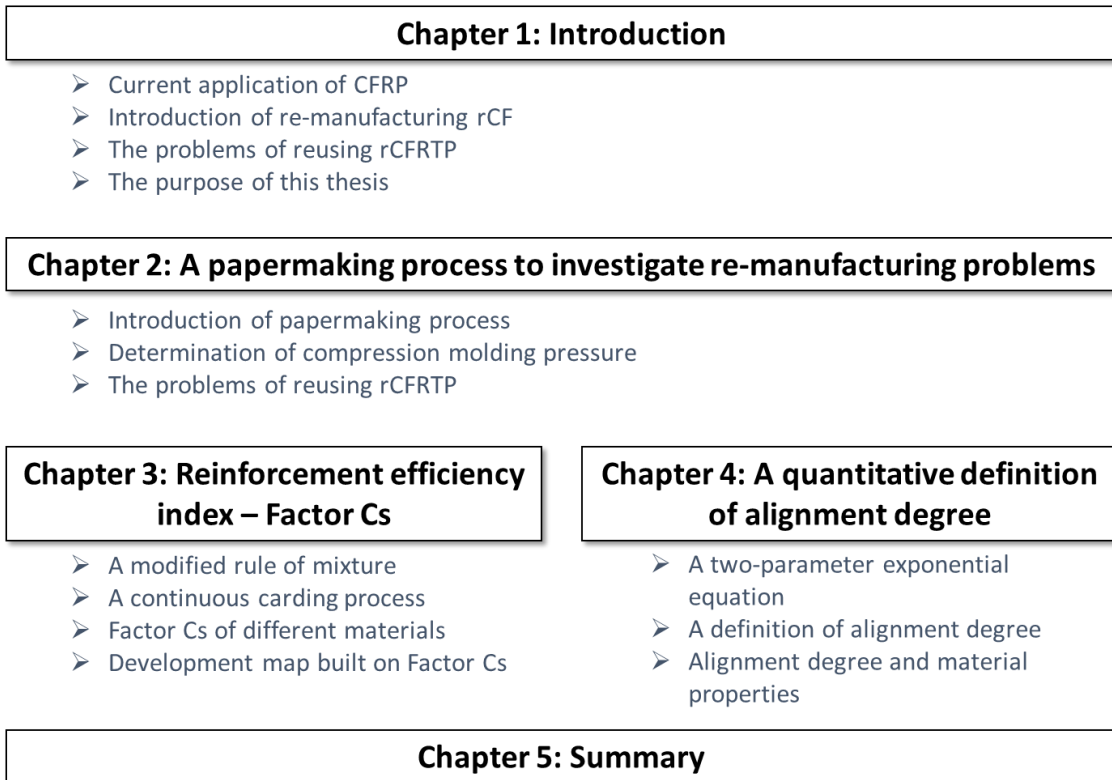 Chapter 1: Introduction
➢ Current application of CFRP
➢ Introduction of re-manufacturing rCF
➢ The problems of reusing rCFRTP
➢ The purpose of this thesis
Chapter 2: A papermaking process to investigate re-manufacturing problems
➢ Introduction of papermaking process
➢ Determination of compression molding pressure
➢ The problems of reusing rCFRTP
Chapter 3: Reinforcement efficiency
index – Factor Cs
➢ A modified rule of mixture
➢ A continuous carding process
➢ Factor Cs of different materials
➢ Development map built on Factor Cs
Chapter 4: A quantitative definition
of alignment degree
➢ A two-parameter exponential
equation
➢ A definition of alignment degree
➢ Alignment degree and material
properties
Chapter 5: Summary